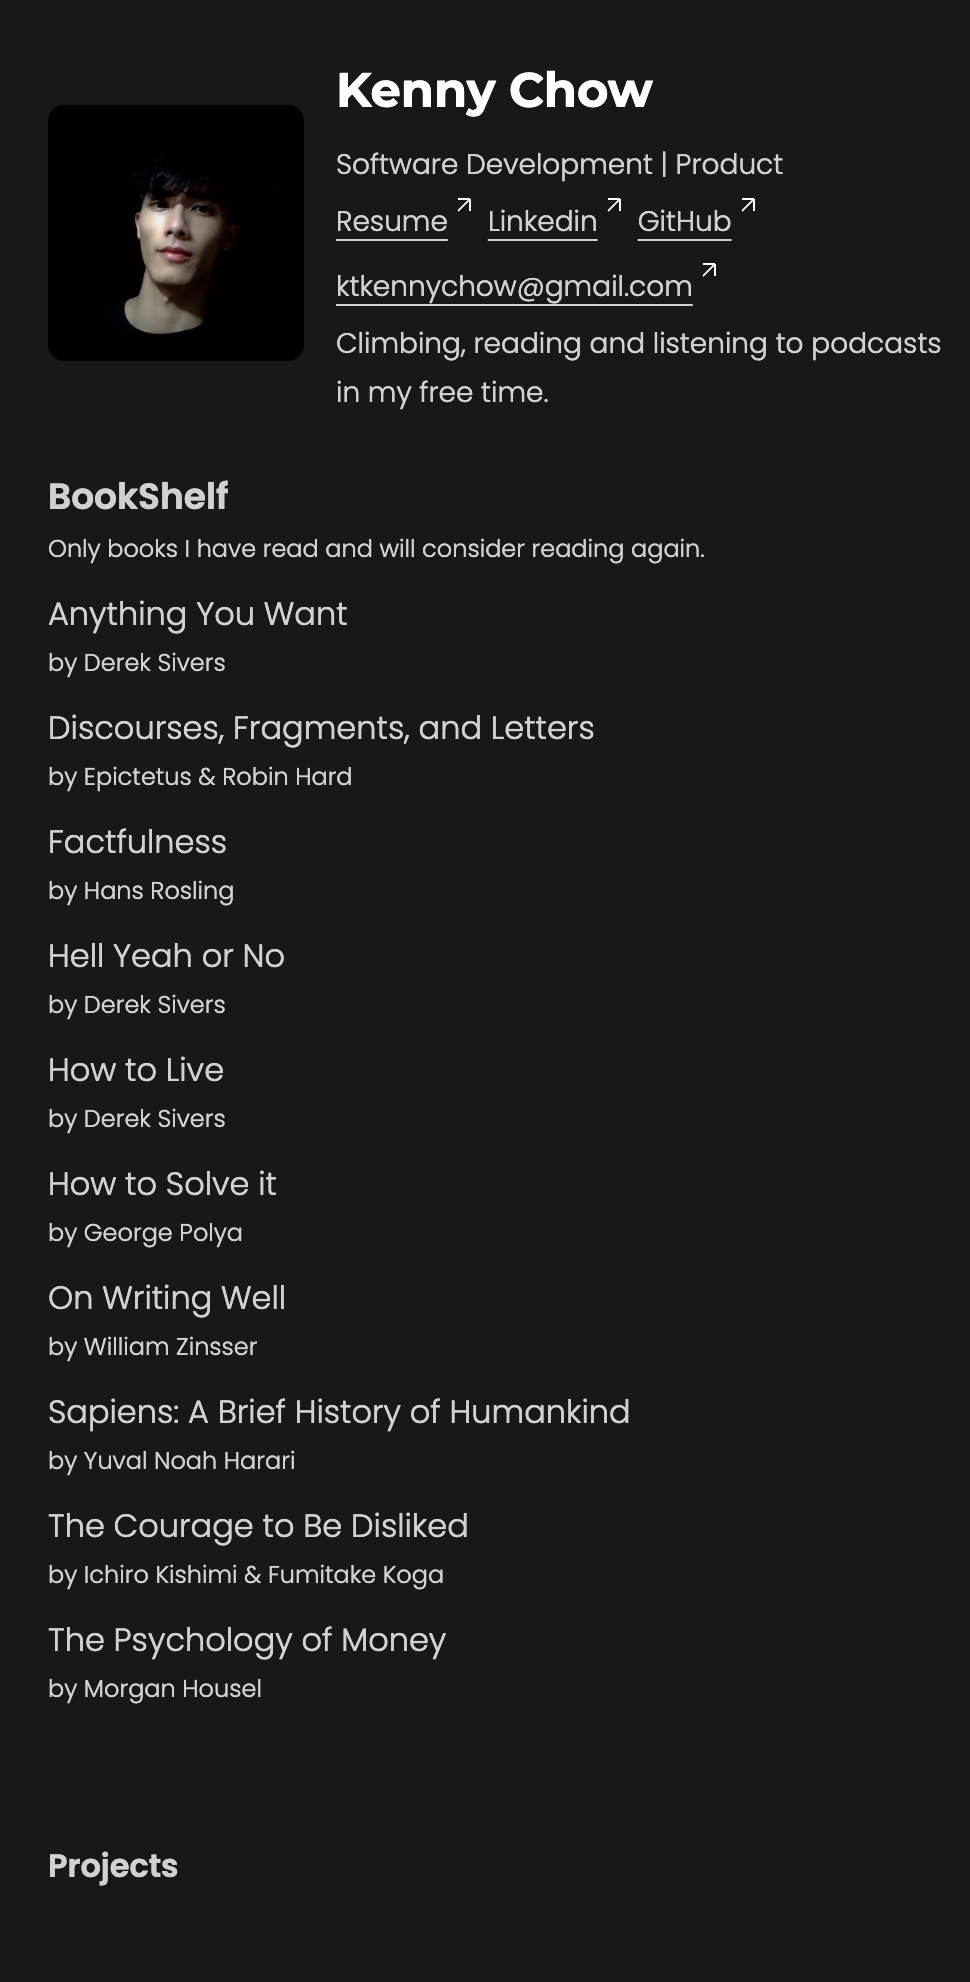 Kenny Chow
Software Development | Product
Resume Linkedin GitHub
ktkennychow@gmail.com
Climbing, reading and listening to podcasts
in my free time.
BookShelf
Only books I have read and will consider reading again.
Anything You Want
by Derek Sivers
Discourses, Fragments, and Letters
by Epictetus & Robin Hard
Factfulness
by Hans Rosling
Hell Yeah or No
by Derek Sivers
How to Live
by Derek Sivers
How to Solve it
by George Polya
On Writing Well
by William Zinsser
Sapiens: A Brief History of Humankind
by Yuval Noah Harari
The Courage to Be Disliked
by Ichiro Kishimi & Fumitake Koga
The Psychology of Money
by Morgan Housel
Projects